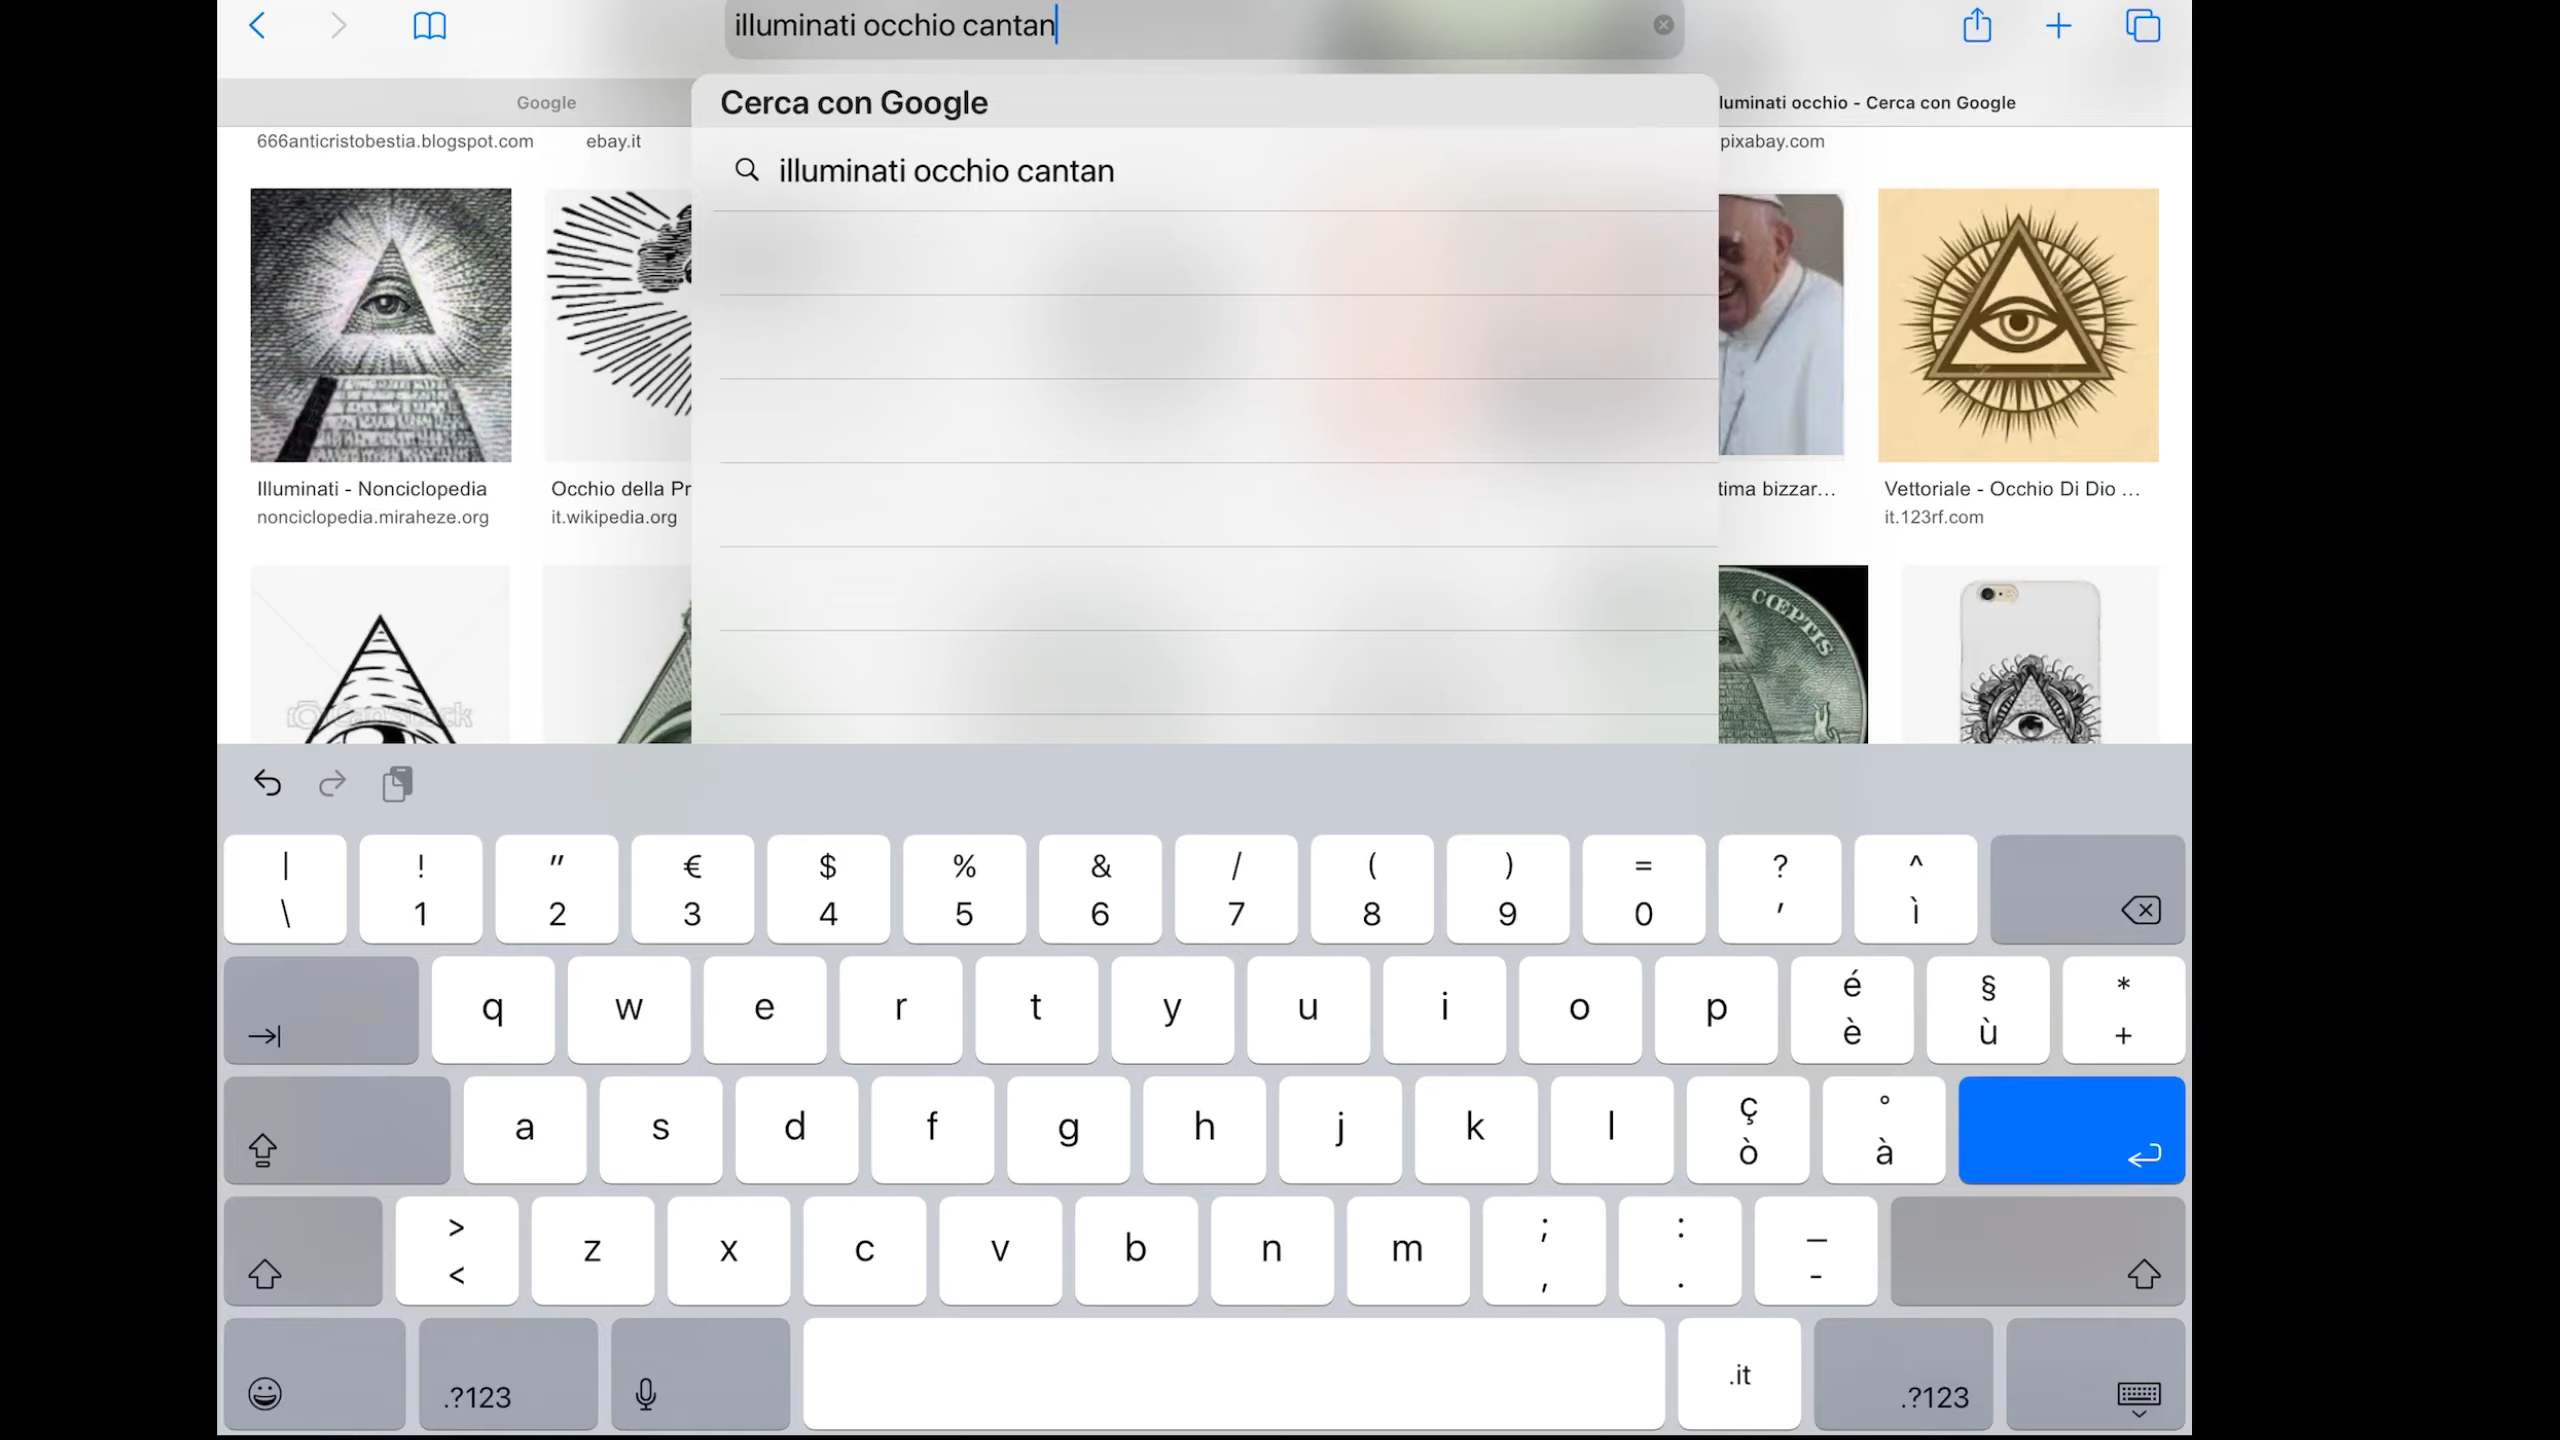 illuminati occhio cantan
Google
luminati occhio - Cerca con Google
Cerca con Google
illuminati occhio cantan
666anticristobestia.blogspot.com
ebay.it
pixabay.com
Illuminati - Nonciclopedia
nonciclopedia.miraheze.org
Occhio della Pr
it.wikipedia.org
tima bizzar...
Vettoriale - Occhio Di Dio ...
it.123rf.com
CanStock
CŒPTIS
| ! " € $ % & / ( ) = ? ^
\ 1 2 3 4 5 6 7 8 9 0 ' ì
q w e r t y u i o p é è § ù * +
a s d f g h j k l ç ò ° à
> < z x c v b n m ; , : . _ -
.?123 .it .?123